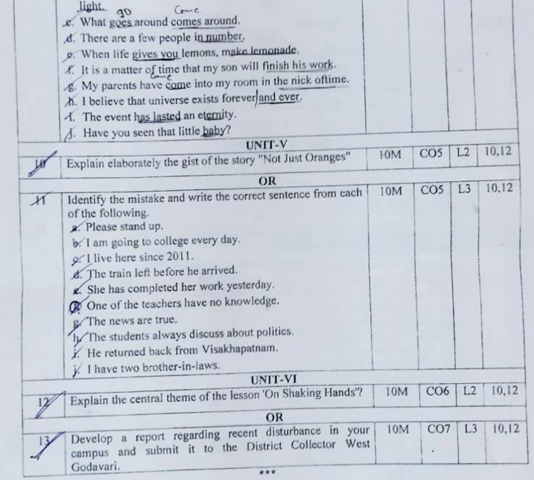 light.
go Come
c. What goes around comes around.
d. There are a few people in number.
e. When life gives you lemons, make lemonade.
f. It is a matter of time that my son will finish his work.
g. My parents have come into my room in the nick oftime.
h. I believe that universe exists forever and ever.
i. The event has lasted an eternity.
j. Have you seen that little baby?
UNIT-V
10 Explain elaborately the gist of the story "Not Just Oranges" 10M CO5 L2 10,12
OR
11 Identify the mistake and write the correct sentence from each 10M CO5 L3 10,12
of the following.
a. Please stand up.
b. I am going to college every day.
c. I live here since 2011.
d. The train left before he arrived.
e. She has completed her work yesterday.
f. One of the teachers have no knowledge.
g. The news are true.
h. The students always discuss about politics.
i. He returned back from Visakhapatnam.
j. I have two brother-in-laws.
UNIT-VI
12 Explain the central theme of the lesson 'On Shaking Hands'? 10M CO6 L2 10,12
OR
13 Develop a report regarding recent disturbance in your 10M CO7 L3 10,12
campus and submit it to the District Collector West
Godavari.
***